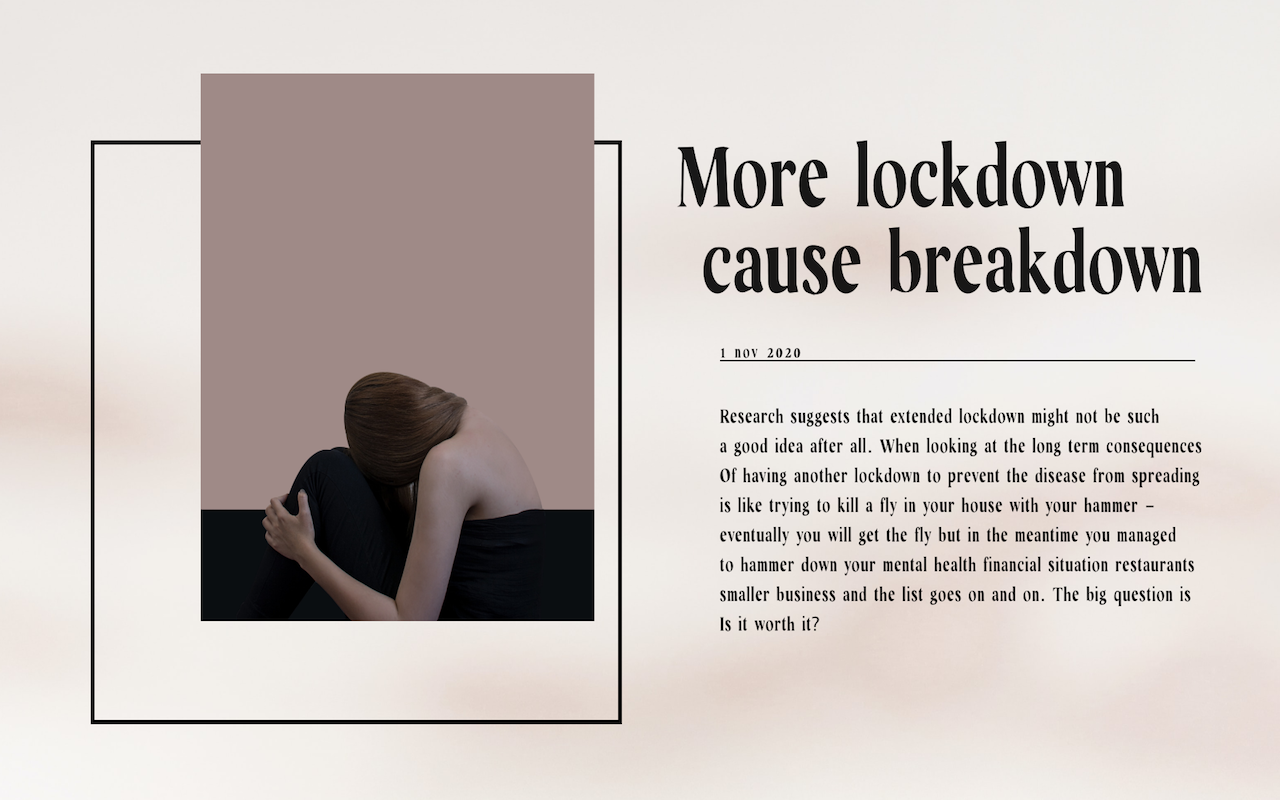 More lockdown
cause breakdown
1 nov 2020
Research suggests that extended lockdown might not be such
a good idea after all. When looking at the long term consequences
Of having another lockdown to prevent the disease from spreading
is like trying to kill a fly in your house with your hammer –
eventually you will get the fly but in the meantime you managed
to hammer down your mental health financial situation restaurants
smaller business and the list goes on and on. The big question is
Is it worth it?